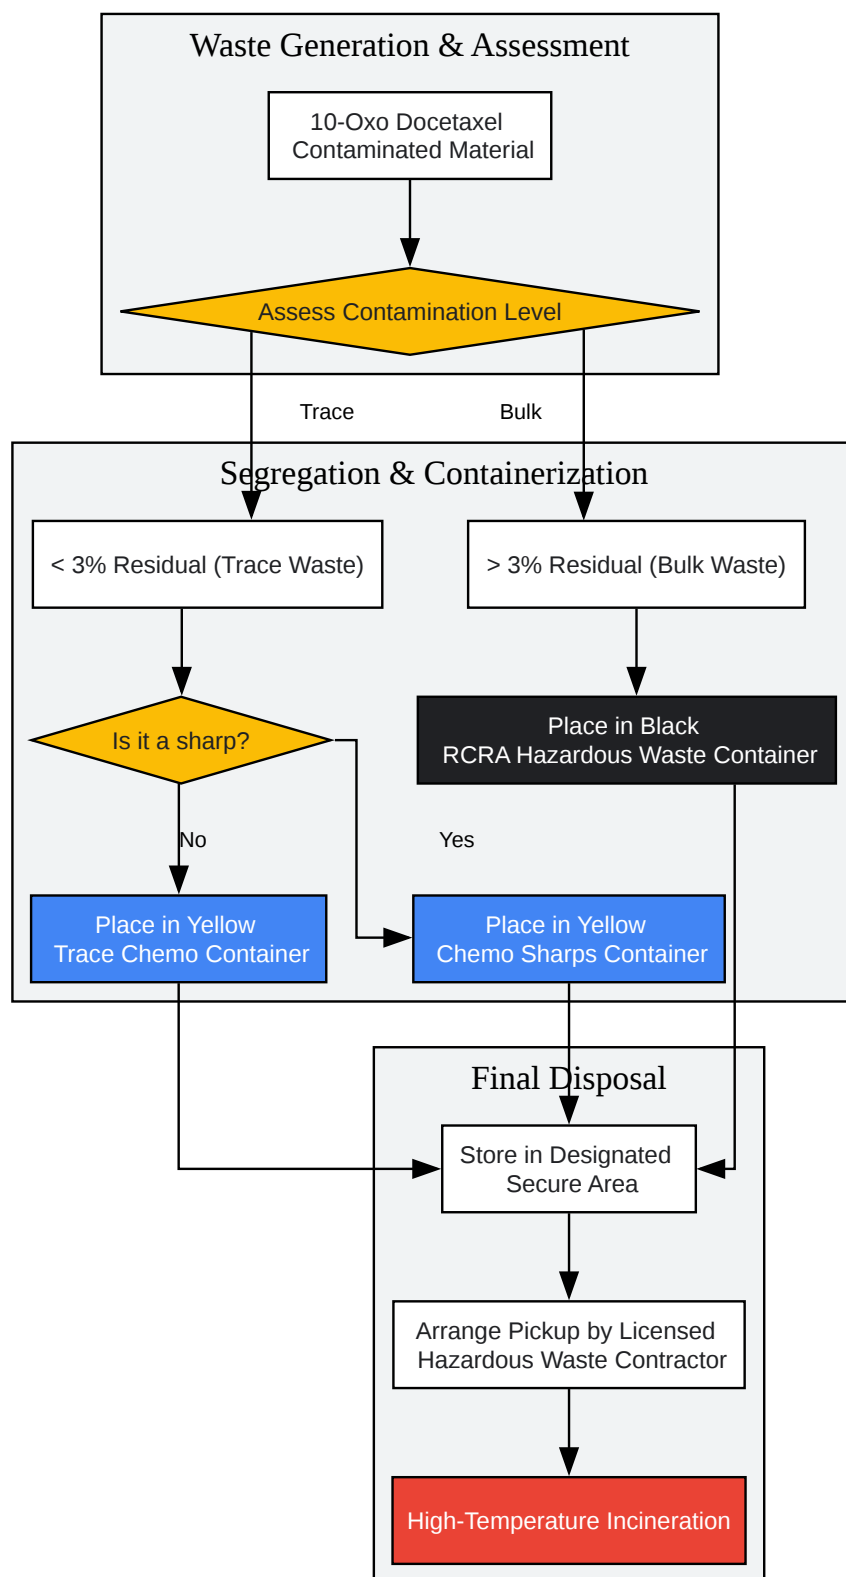 Waste Generation & Assessment
10-Oxo Docetaxel
Contaminated Material
Assess Contamination Level
Trace
Bulk
Segregation & Containerization
< 3% Residual (Trace Waste)
> 3% Residual (Bulk Waste)
Is it a sharp?
Place in Black
RCRA Hazardous Waste Container
No
Yes
Place in Yellow
Trace Chemo Container
Place in Yellow
Chemo Sharps Container
Final Disposal
Store in Designated
Secure Area
Arrange Pickup by Licensed
Hazardous Waste Contractor
High-Temperature Incineration